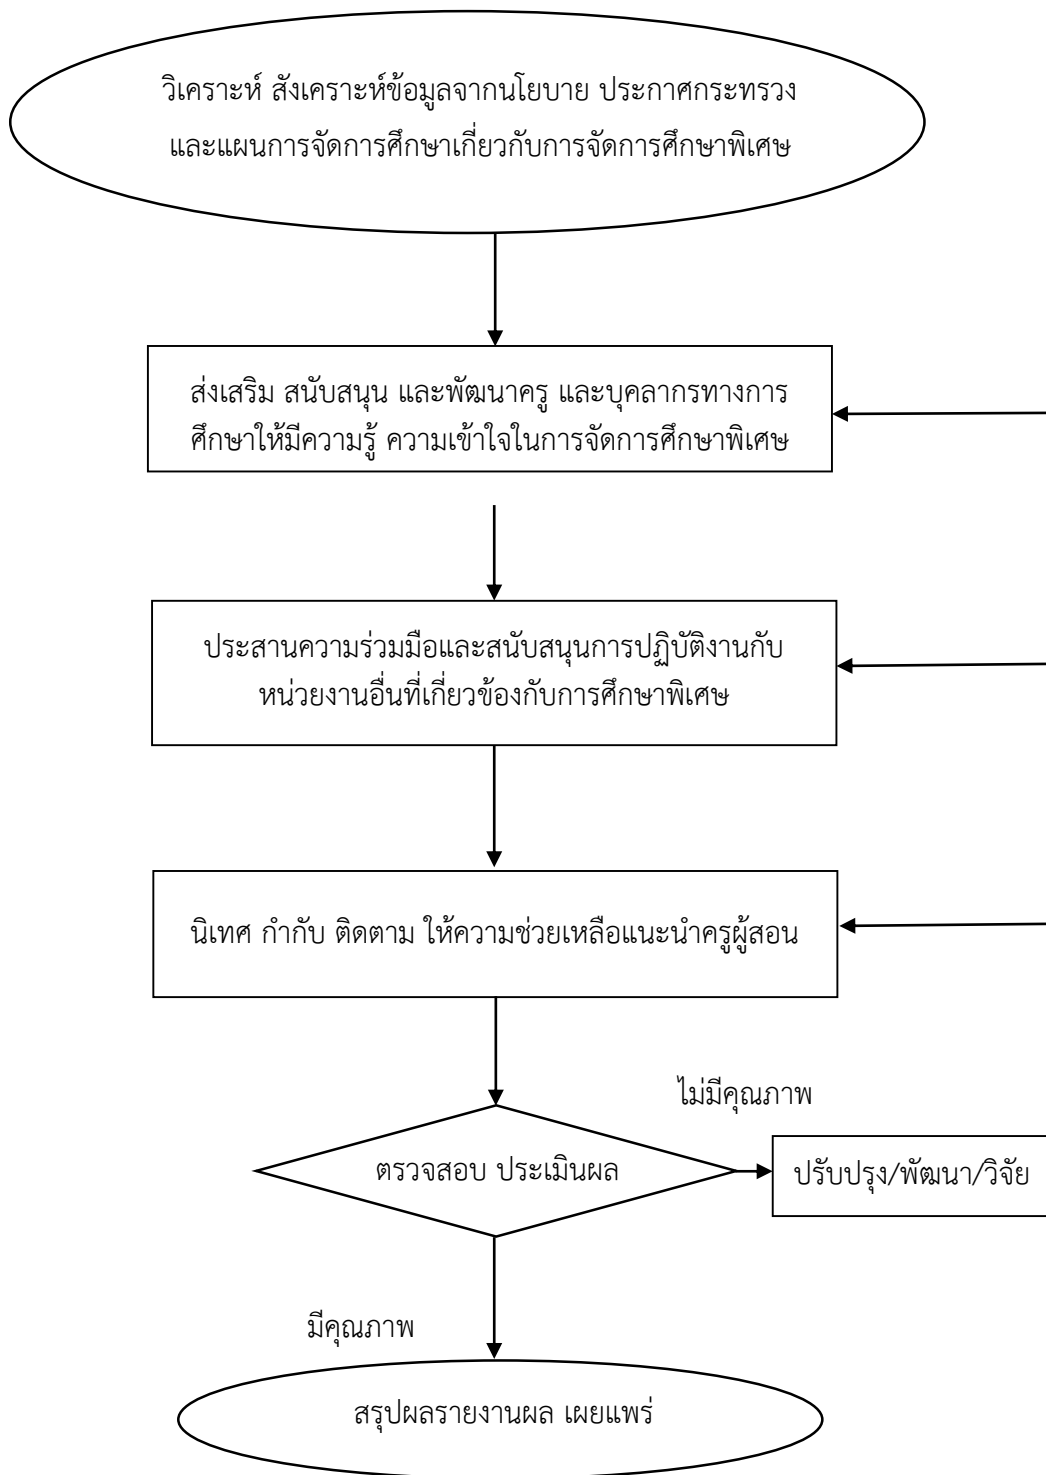 วิเคราะห์ สังเคราะห์ข้อมูลจากนโยบาย ประกาศกระทรวง
และแผนการจัดการศึกษาเกี่ยวกับการจัดการศึกษาพิเศษ
ส่งเสริม สนับสนุน และพัฒนาครู และบุคลากรทางการ
ศึกษาให้มีความรู้ ความเข้าใจในการจัดการศึกษาพิเศษ
ประสานความร่วมมือและสนับสนุนการปฏิบัติงานกับ
หน่วยงานอื่นที่เกี่ยวข้องกับการศึกษาพิเศษ
นิเทศ กำกับ ติดตาม ให้ความช่วยเหลือแนะนำครูผู้สอน
ไม่มีคุณภาพ
ตรวจสอบ ประเมินผล
ปรับปรุง/พัฒนา/วิจัย
มีคุณภาพ
สรุปผลรายงานผล เผยแพร่